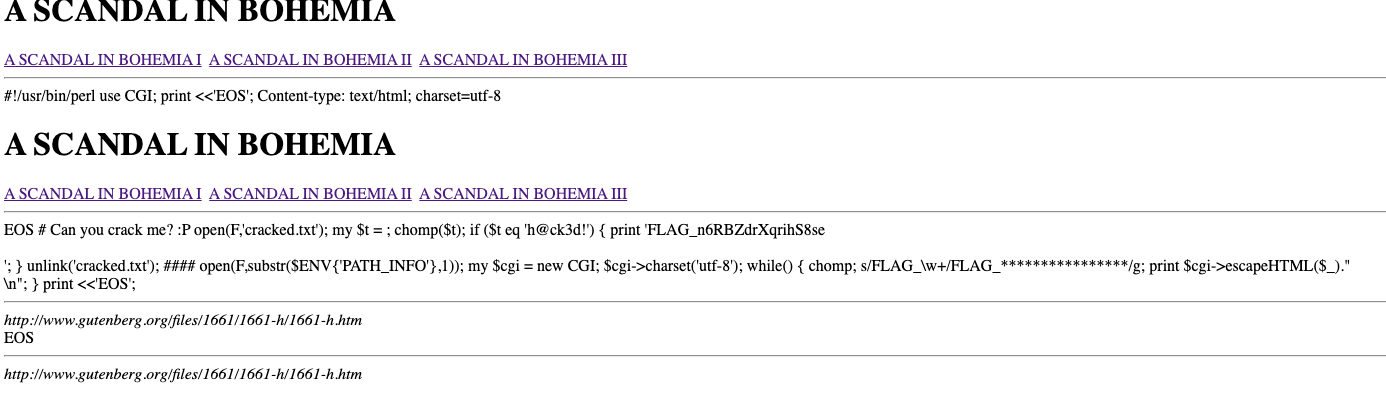 A SCANDAL IN BOHEMIA
A SCANDAL IN BOHEMIA I A SCANDAL IN BOHEMIA II A SCANDAL IN BOHEMIA III
#!/usr/bin/perl use CGI; print <<'EOS'; Content-type: text/html; charset=utf-8
A SCANDAL IN BOHEMIA
A SCANDAL IN BOHEMIA I A SCANDAL IN BOHEMIA II A SCANDAL IN BOHEMIA III
EOS # Can you crack me? :P open(F,'cracked.txt'); my $t = ; chomp($t); if ($t eq 'h@ck3d!') { print 'FLAG_n6RBZdrXqrihS8se
'; } unlink('cracked.txt'); #### open(F,substr($ENV{'PATH_INFO'},1)); my $cgi = new CGI; $cgi->charset('utf-8'); while() { chomp; s/FLAG_\w+/FLAG_****************/g; print $cgi->escapeHTML($_)."
\n"; } print <<'EOS';
http://www.gutenberg.org/files/1661/1661-h/1661-h.htm
EOS
http://www.gutenberg.org/files/1661/1661-h/1661-h.htm